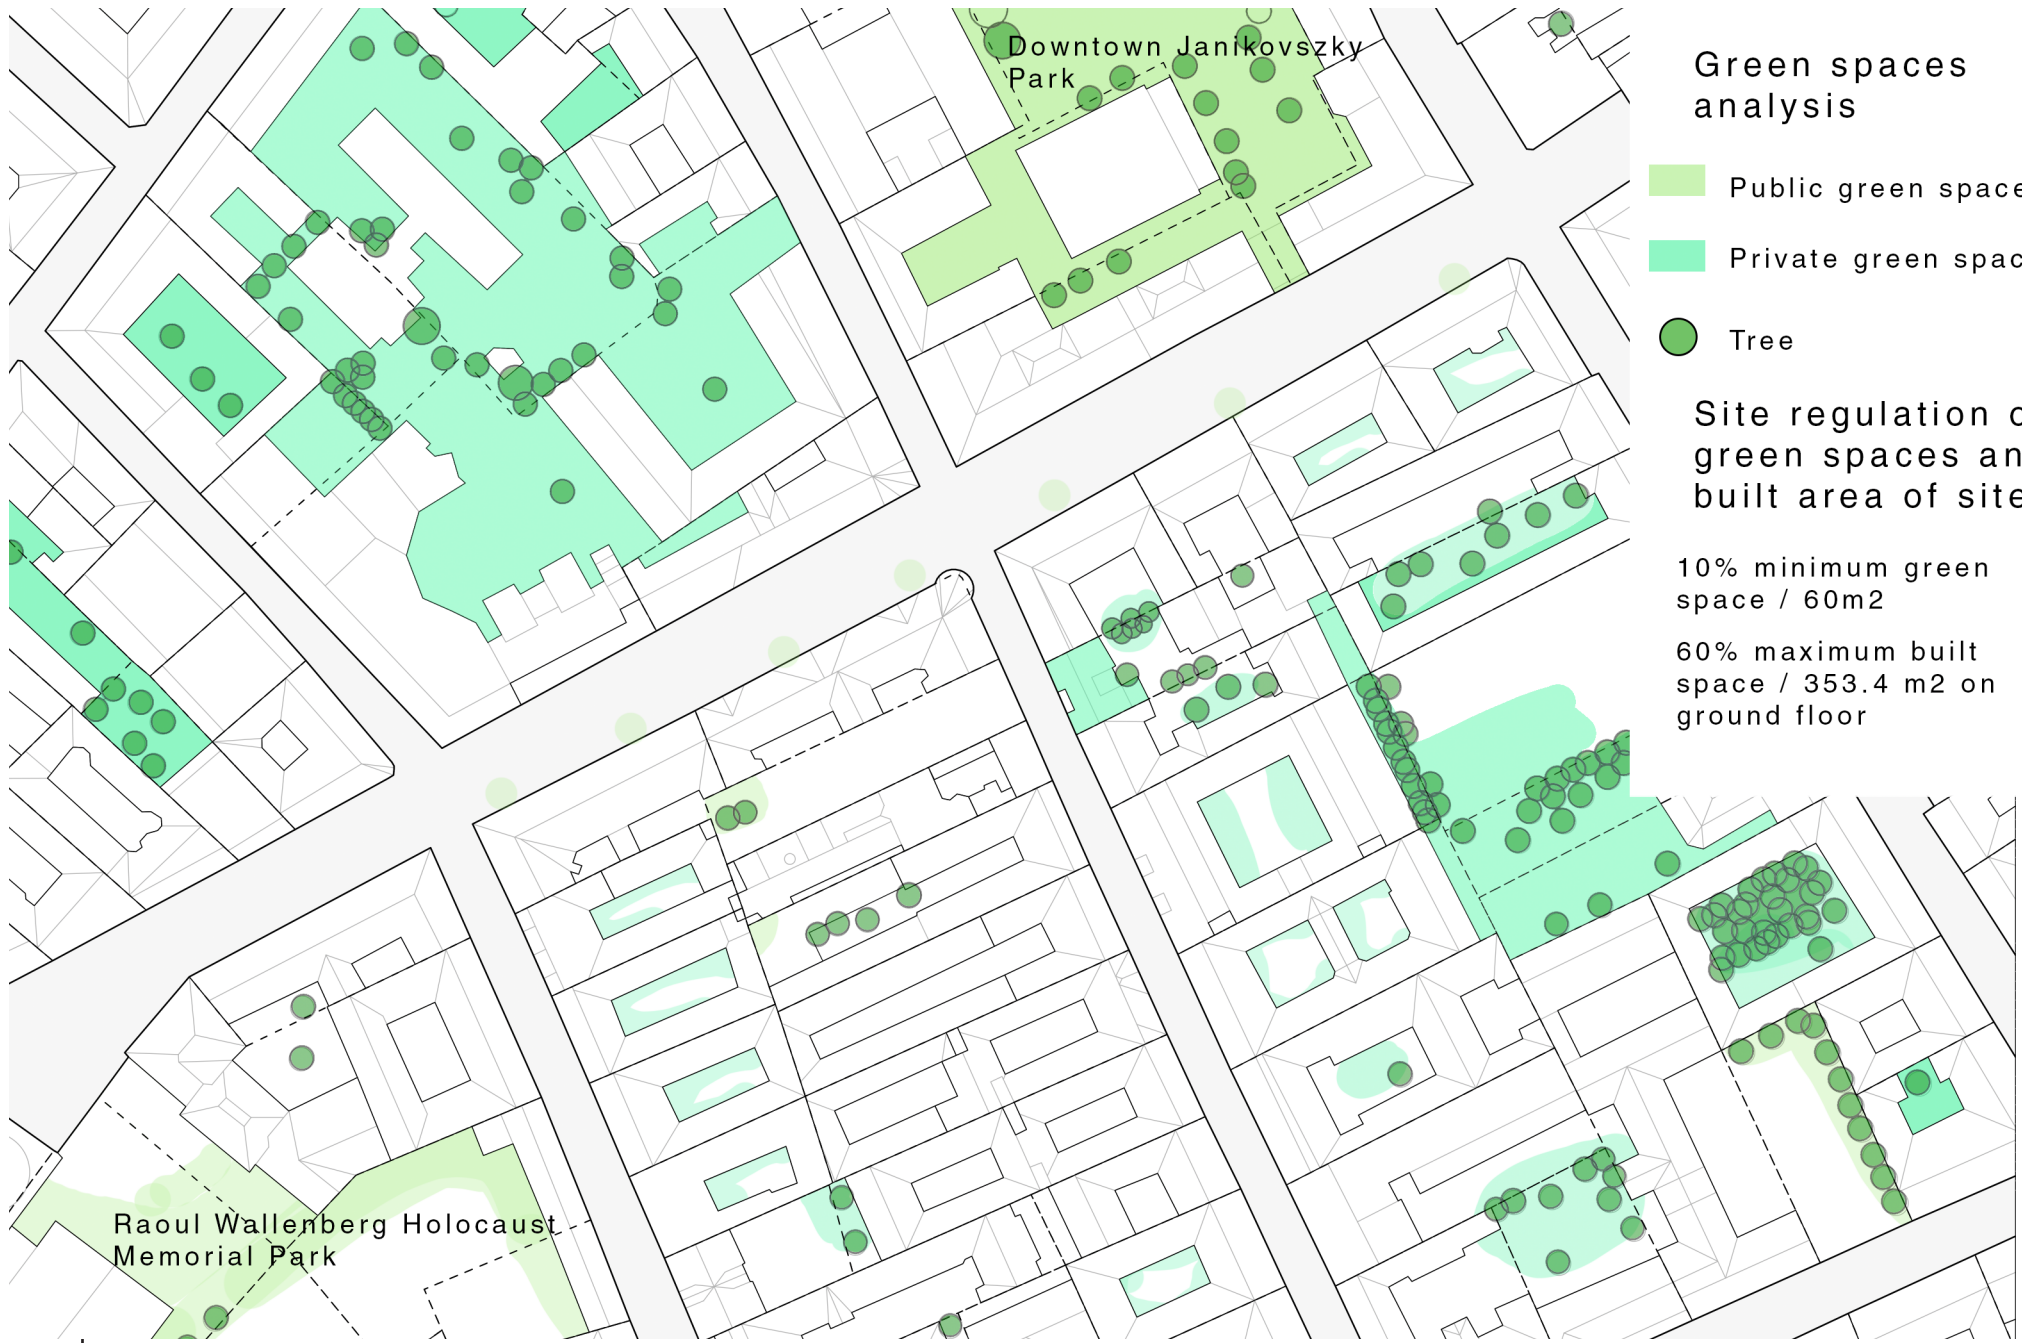 Downtown Janikovszky
Park
Green spaces
analysis
Public green space
Private green spac
Tree
Site regulation o
green spaces an
built area of site
10% minimum green
space / 60m2
60% maximum built
space / 353.4 m2 on
ground floor
Raoul Wallenberg Holocaust
Memorial Park